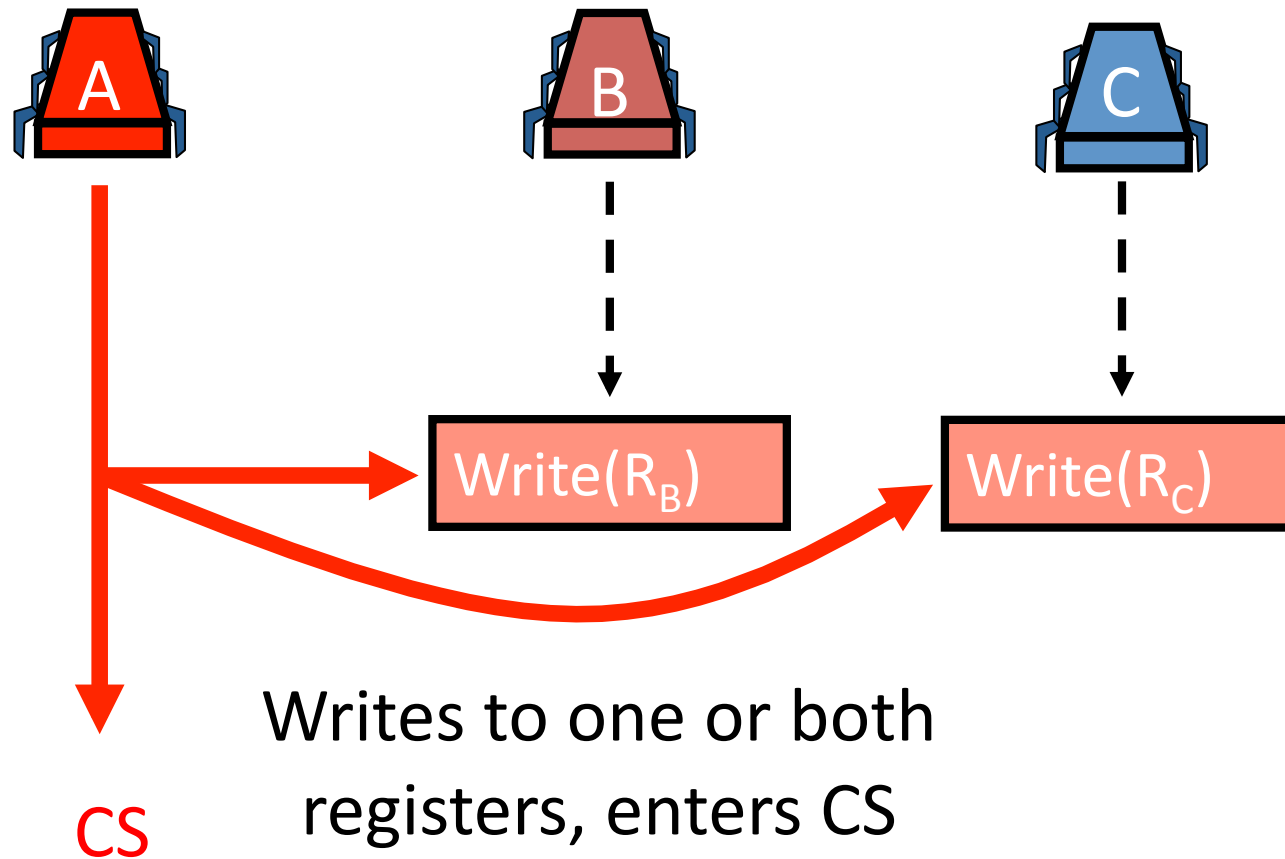 A
B
C
Write(R_B)
Write(R_C)
Writes to one or both
registers, enters CS
CS